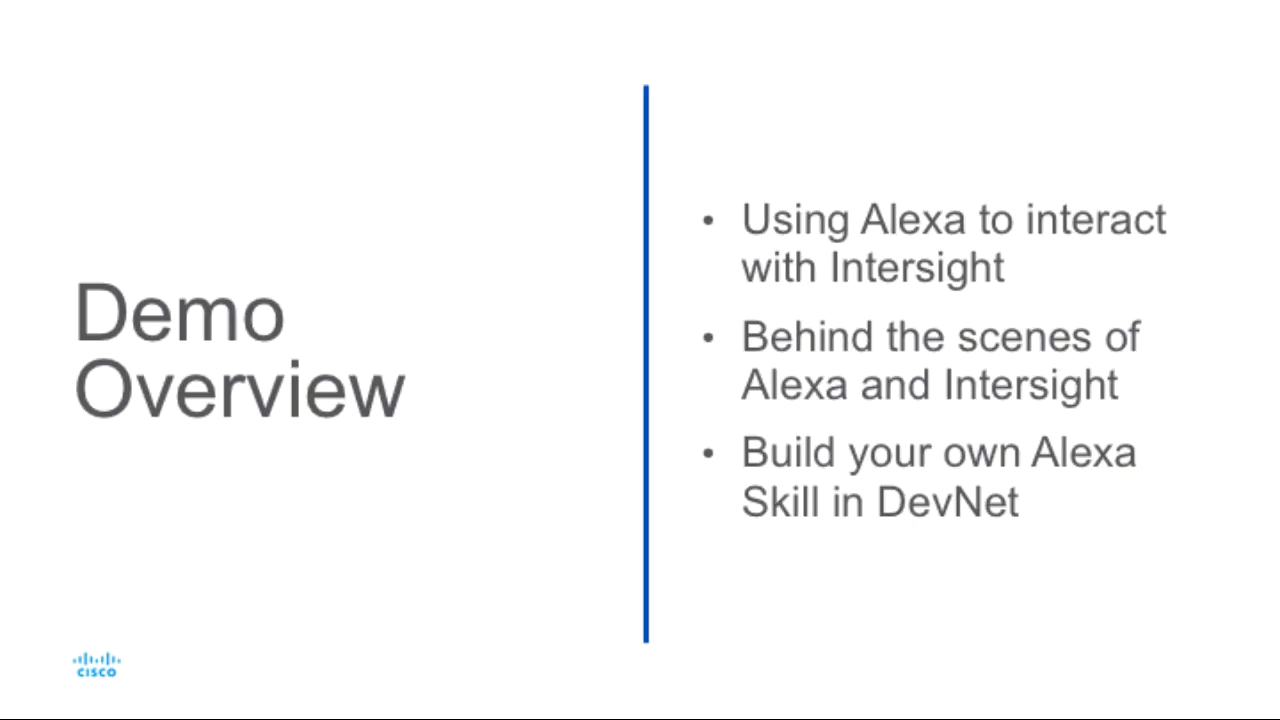 Demo
Overview
• Using Alexa to interact
with Intersight
• Behind the scenes of
Alexa and Intersight
• Build your own Alexa
Skill in DevNet
CISCO